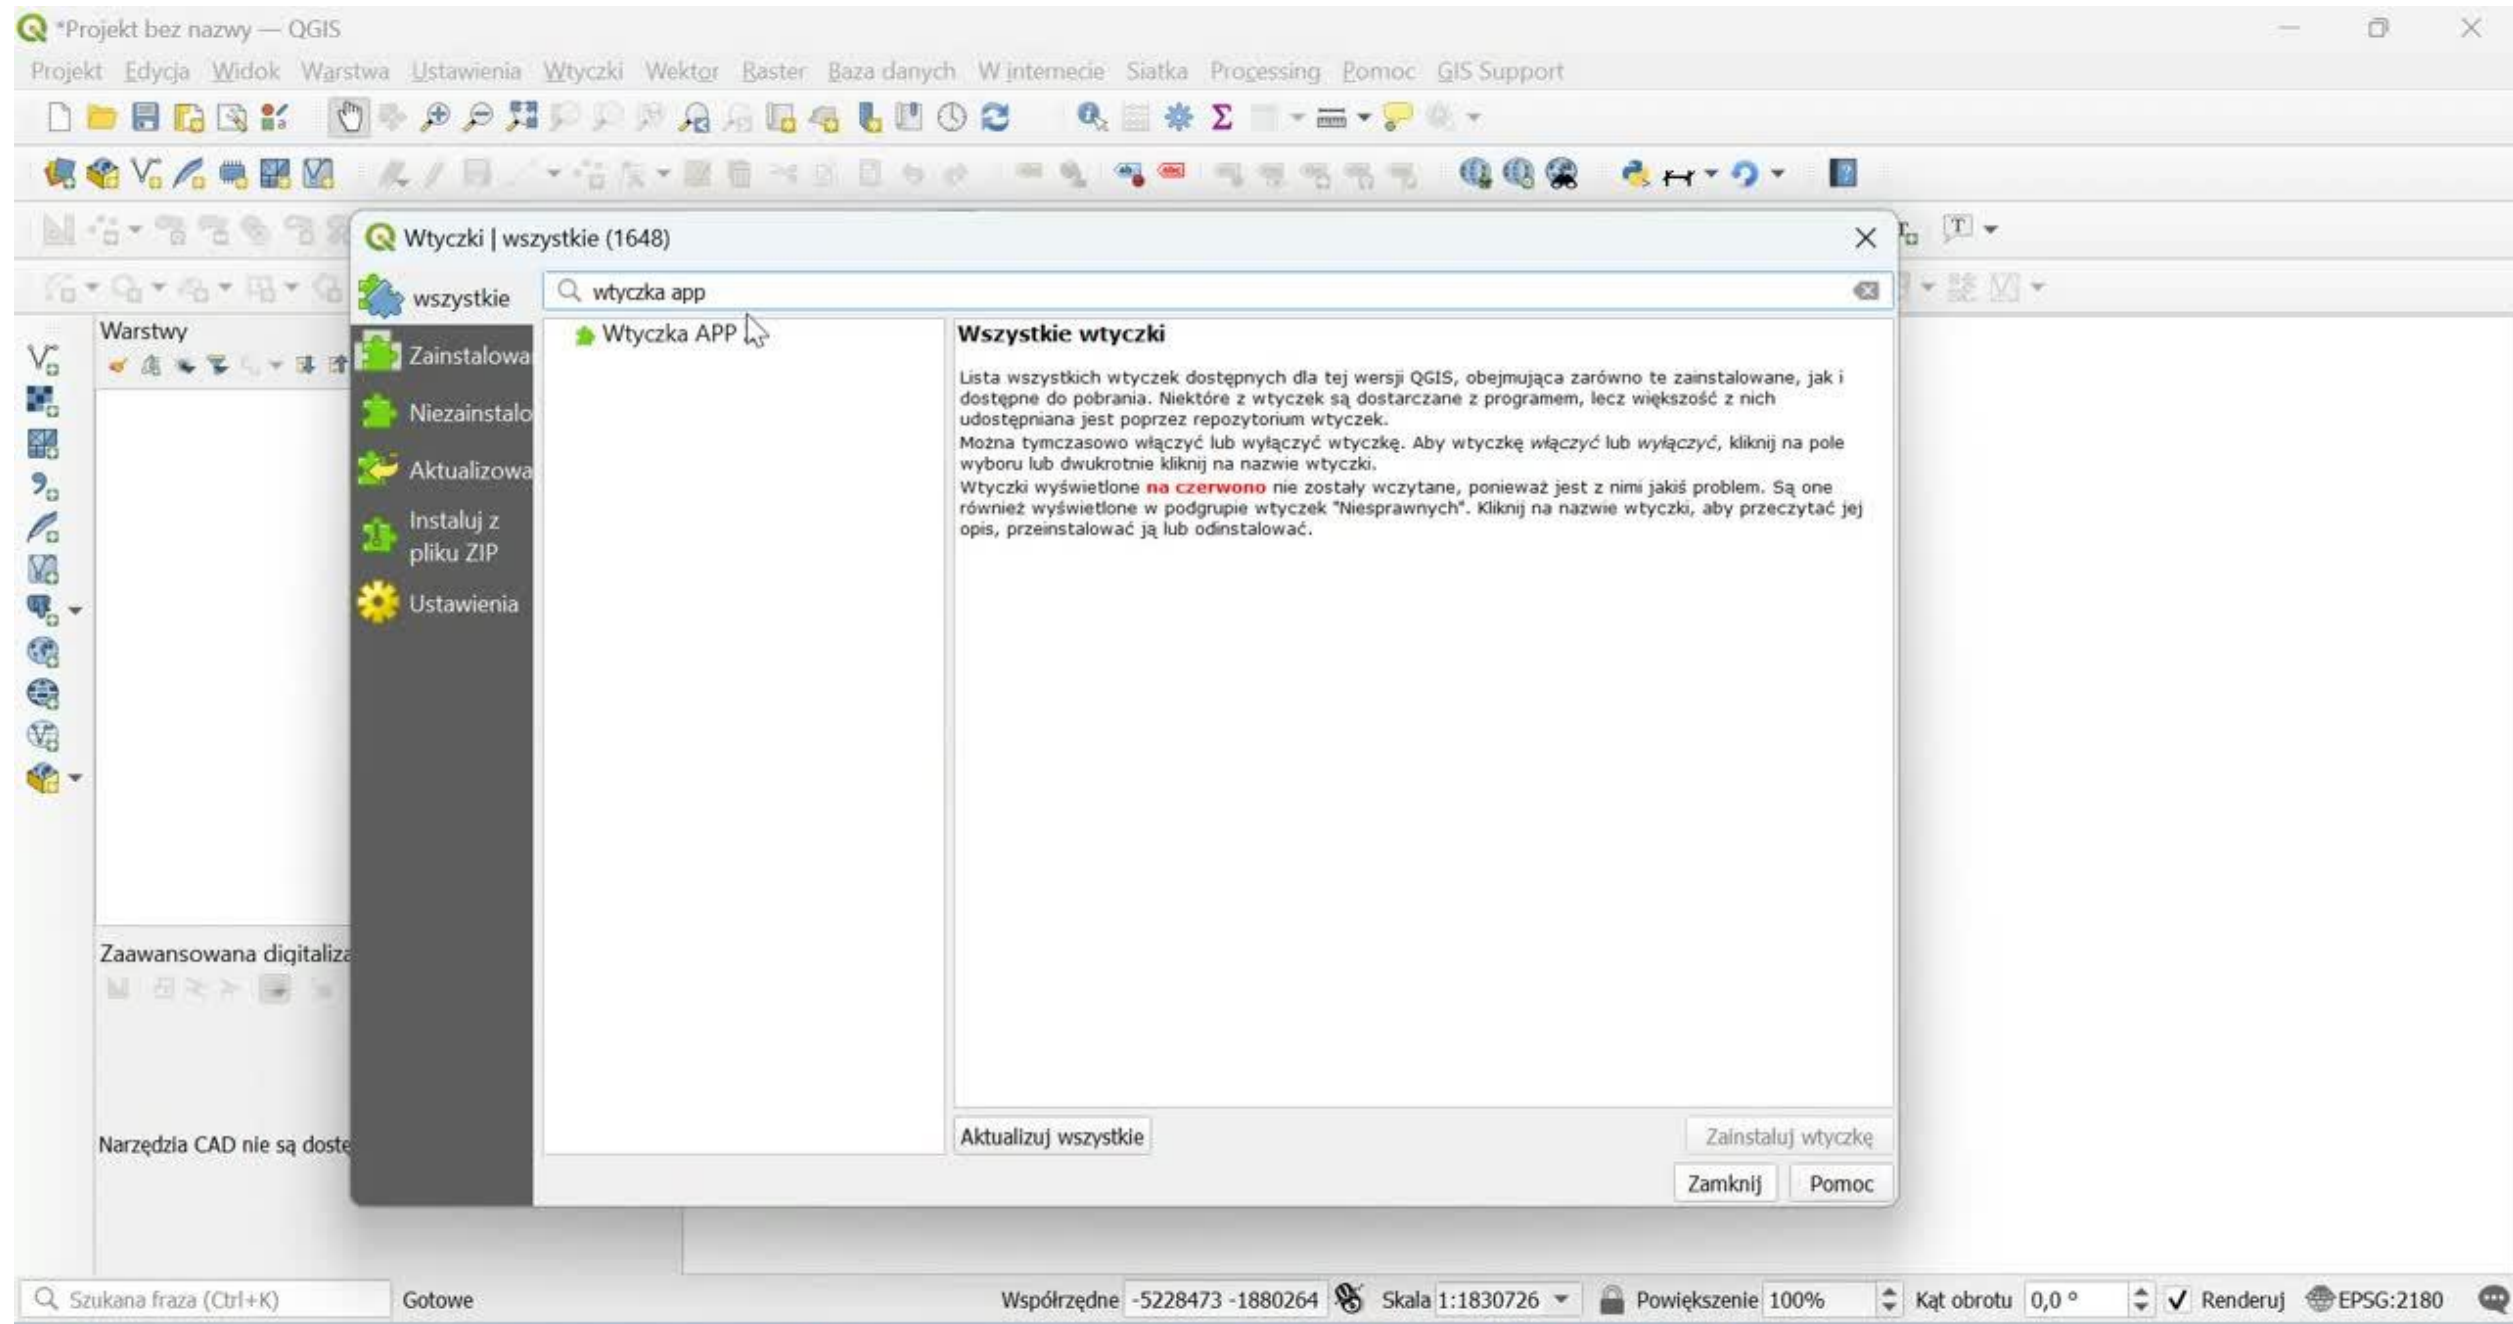 *Projekt bez nazwy — QGIS
Projekt Edycja Widok Warstwa Ustawienia Wtyczki Wektor Raster Baza danych W internecie Siatka Processing Pomoc GIS Support
Wtyczki | wszystkie (1648)
wszystkie
wtyczka app
Zainstalowa
Niezainstalo
Aktualizowa
Instaluj z
pliku ZIP
Ustawienia
Wtyczka APP
Wszystkie wtyczki
Lista wszystkich wtyczek dostępnych dla tej wersji QGIS, obejmująca zarówno te zainstalowane, jak i
dostępne do pobrania. Niektóre z wtyczek są dostarczane z programem, lecz większość z nich
udostępniana jest poprzez repozytorium wtyczek.
Można tymczasowo włączyć lub wyłączyć wtyczkę. Aby wtyczkę włączyć lub wyłączyć, kliknij na pole
wyboru lub dwukrotnie kliknij na nazwie wtyczki.
Wtyczki wyświetlone na czerwono nie zostały wczytane, ponieważ jest z nimi jakiś problem. Są one
również wyświetlone w podgrupie wtyczek "Niesprawnych". Kliknij na nazwie wtyczki, aby przeczytać jej
opis, przeinstalować ją lub odinstalować.
Aktualizuj wszystkie
Zainstaluj wtyczkę
Zamknij
Pomoc
Warstwy
Zaawansowana digitaliza
Narzędzia CAD nie są doste
Szukana fraza (Ctrl+K)
Gotowe
Współrzędne -5228473 -1880264
Skala 1:1830726
Powiększenie 100%
Kąt obrotu 0,0 °
Renderuj
EPSG:2180